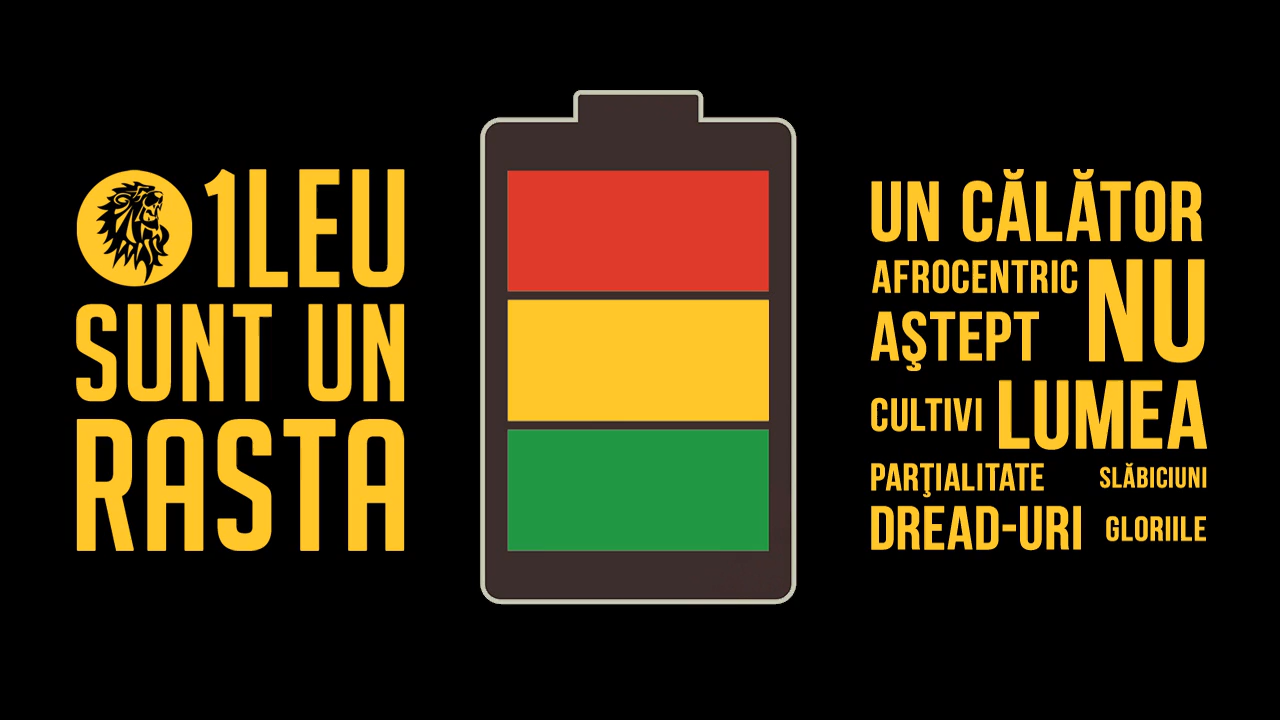 1LEU
SUNT UN
RASTA
UN CĂLĂTOR
AFROCENTRIC
NU
AŞTEPT
CULTIVI
LUMEA
PARŢIALITATE
SLĂBICIUNI
DREAD-URI
GLORIILE